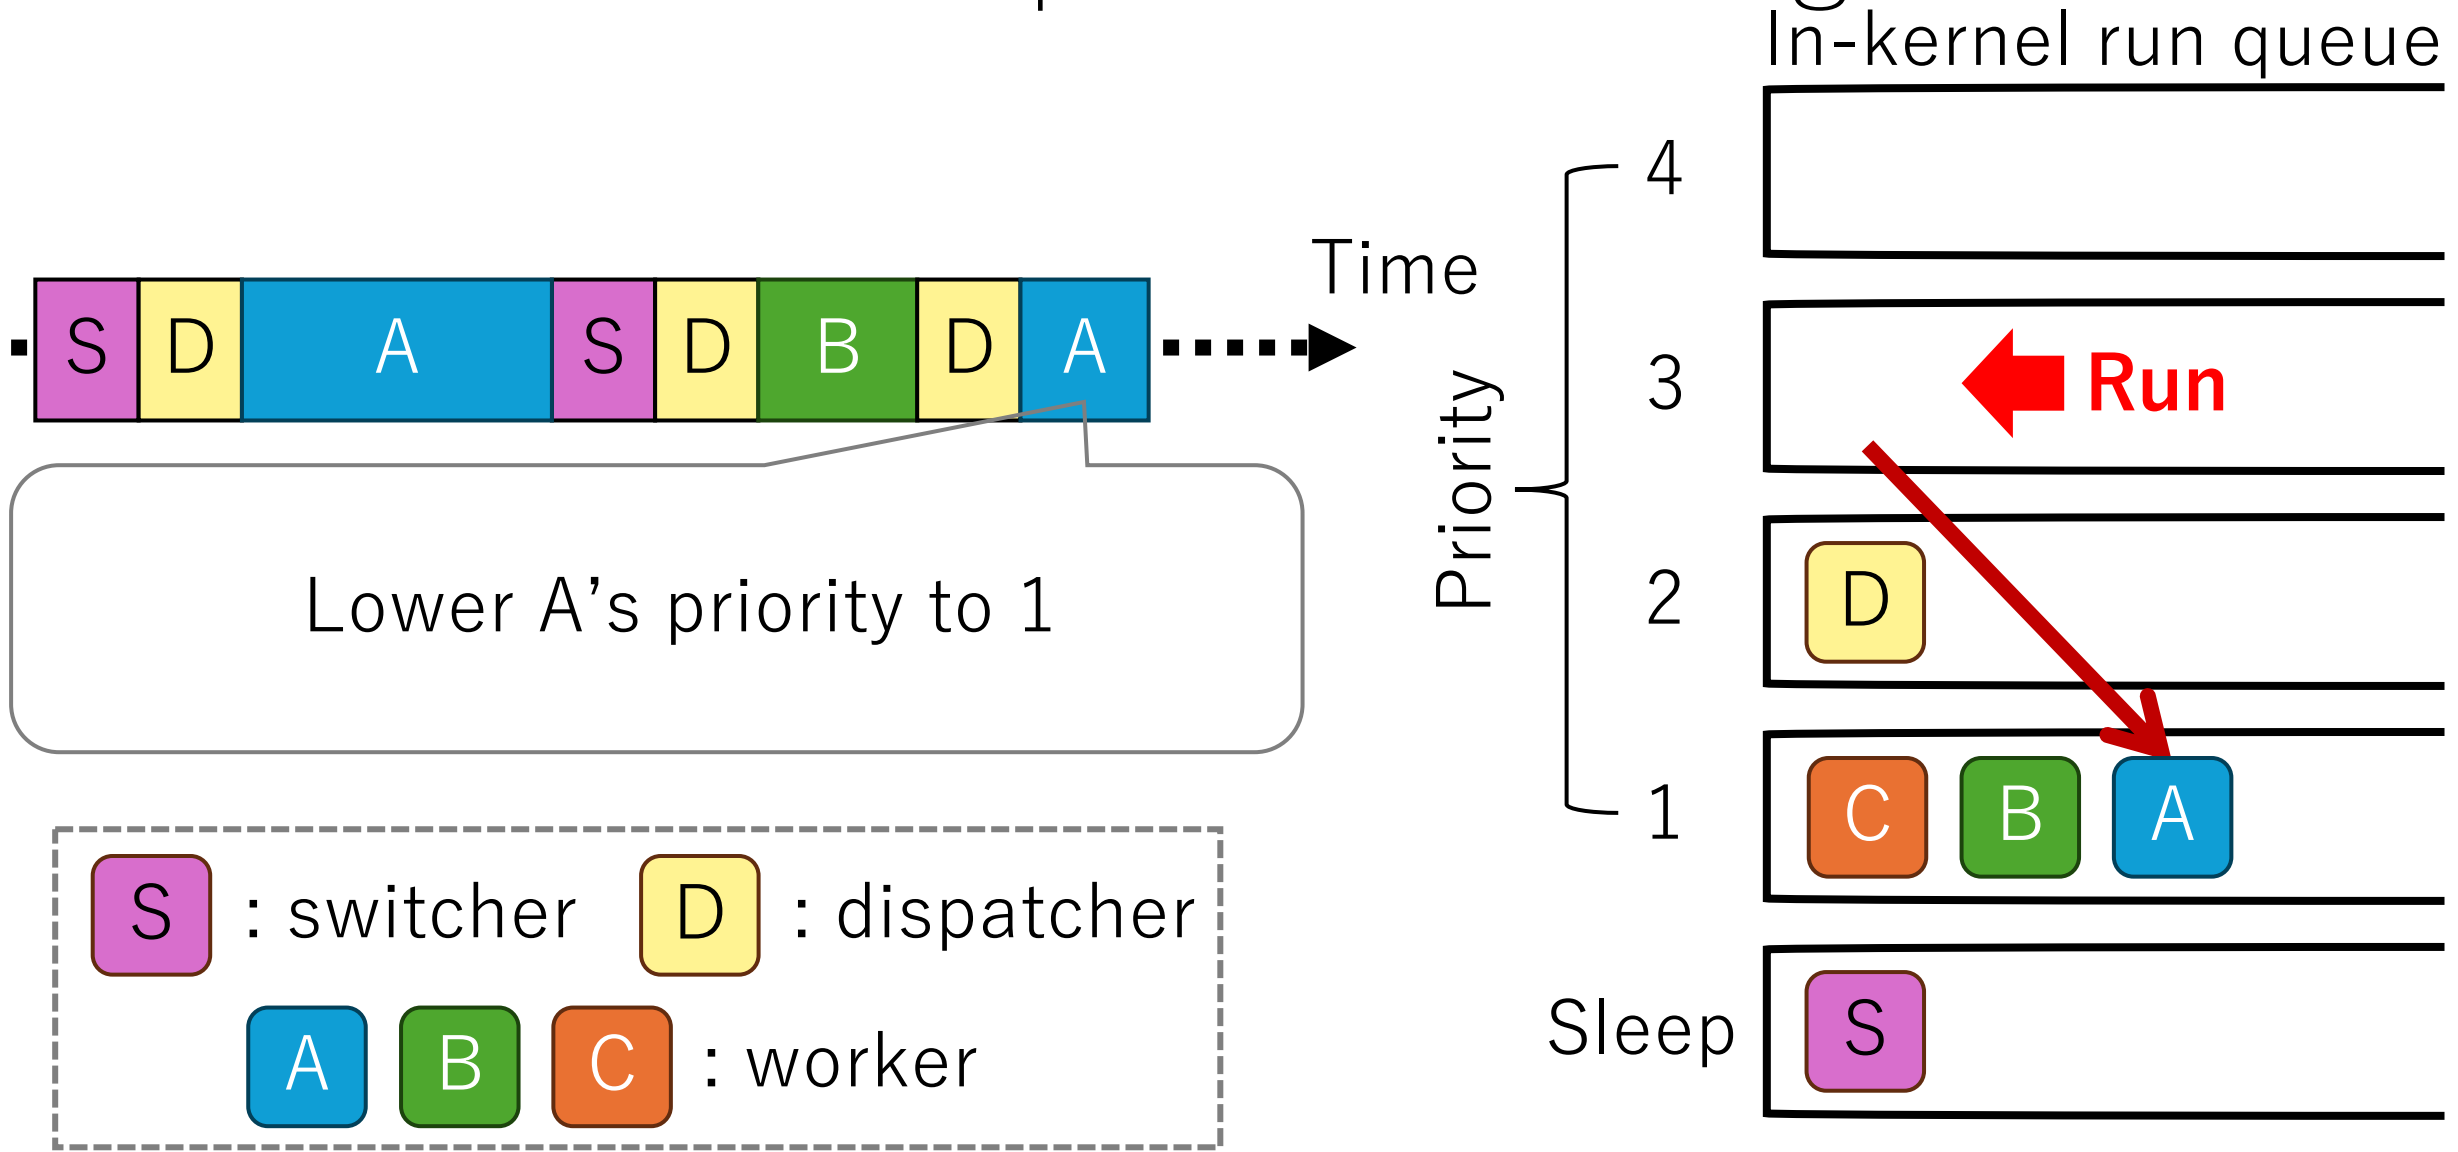 In-kernel run queue
4
Time
S D A S D B D A
3
Run
Priority
Lower A’s priority to 1
2
D
1
C B A
S : switcher D : dispatcher
Sleep
S
A B C : worker